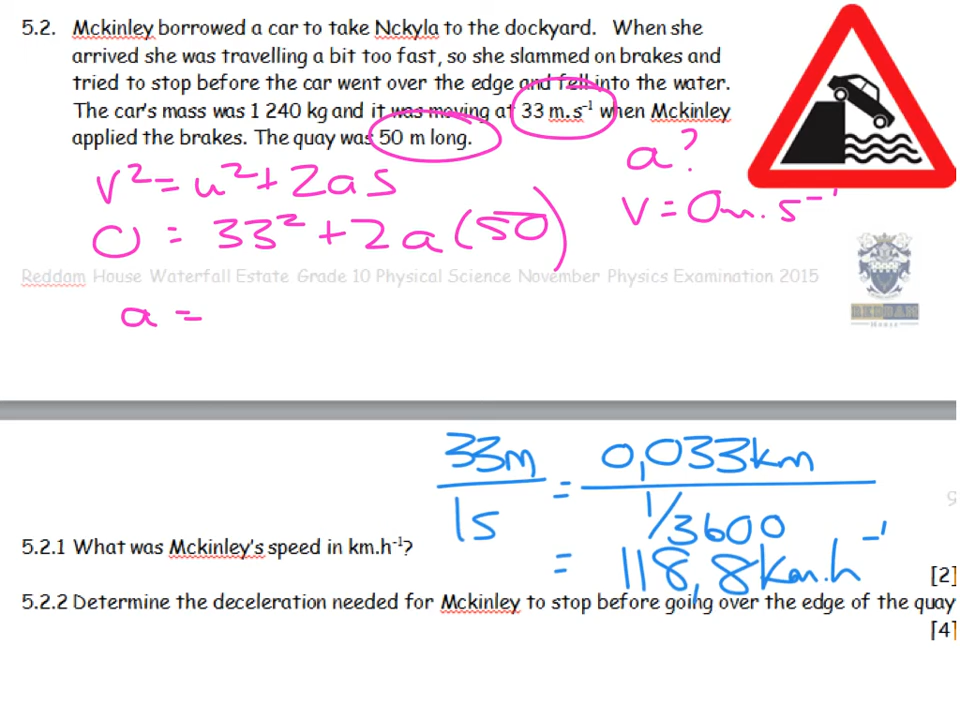 5.2. Mckinley borrowed a car to take Nckyla to the dockyard. When she
arrived she was travelling a bit too fast, so she slammed on brakes and
tried to stop before the car went over the edge and fell into the water.
The car's mass was 1 240 kg and it was moving at 33 m.s⁻¹ when Mckinley
applied the brakes. The quay was 50 m long.
a?
v² = u² + 2as
v = 0m.s⁻¹
0 = 33² + 2a(50)
Reddam House Waterfall Estate Grade 10 Physical Science November Physics Examination 2015
REDDAM
HOUSE
a =
33m / 1s = 0,033km / 1/3600
5.2.1 What was Mckinley's speed in km.h⁻¹?
= 118,8km.h⁻¹
[2]
5.2.2 Determine the deceleration needed for Mckinley to stop before going over the edge of the quay
[4]